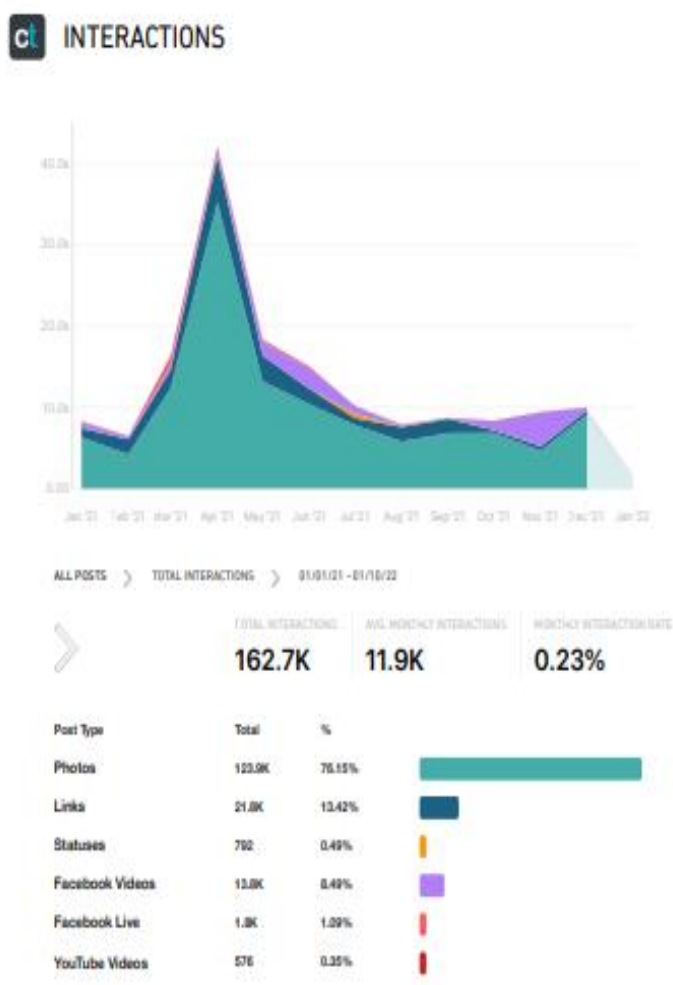 ct INTERACTIONS
40.0k
30.0k
20.0k
10.0k
0.00
Jan '21 Feb '21 Mar '21 Apr '21 May '21 Jun '21 Jul '21 Aug '21 Sep '21 Oct '21 Nov '21 Dec '21 Jan '22
ALL POSTS TOTAL INTERACTIONS 01/01/21 - 01/10/22
TOTAL INTERACTIONS AVG. MONTHLY INTERACTIONS MONTHLY INTERACTION RATE
162.7K 11.9K 0.23%
Post Type Total %
Photos 123.9K 76.15%
Links 21.8K 13.42%
Statuses 792 0.49%
Facebook Videos 13.8K 8.49%
Facebook Live 1.8K 1.09%
YouTube Videos 576 0.35%